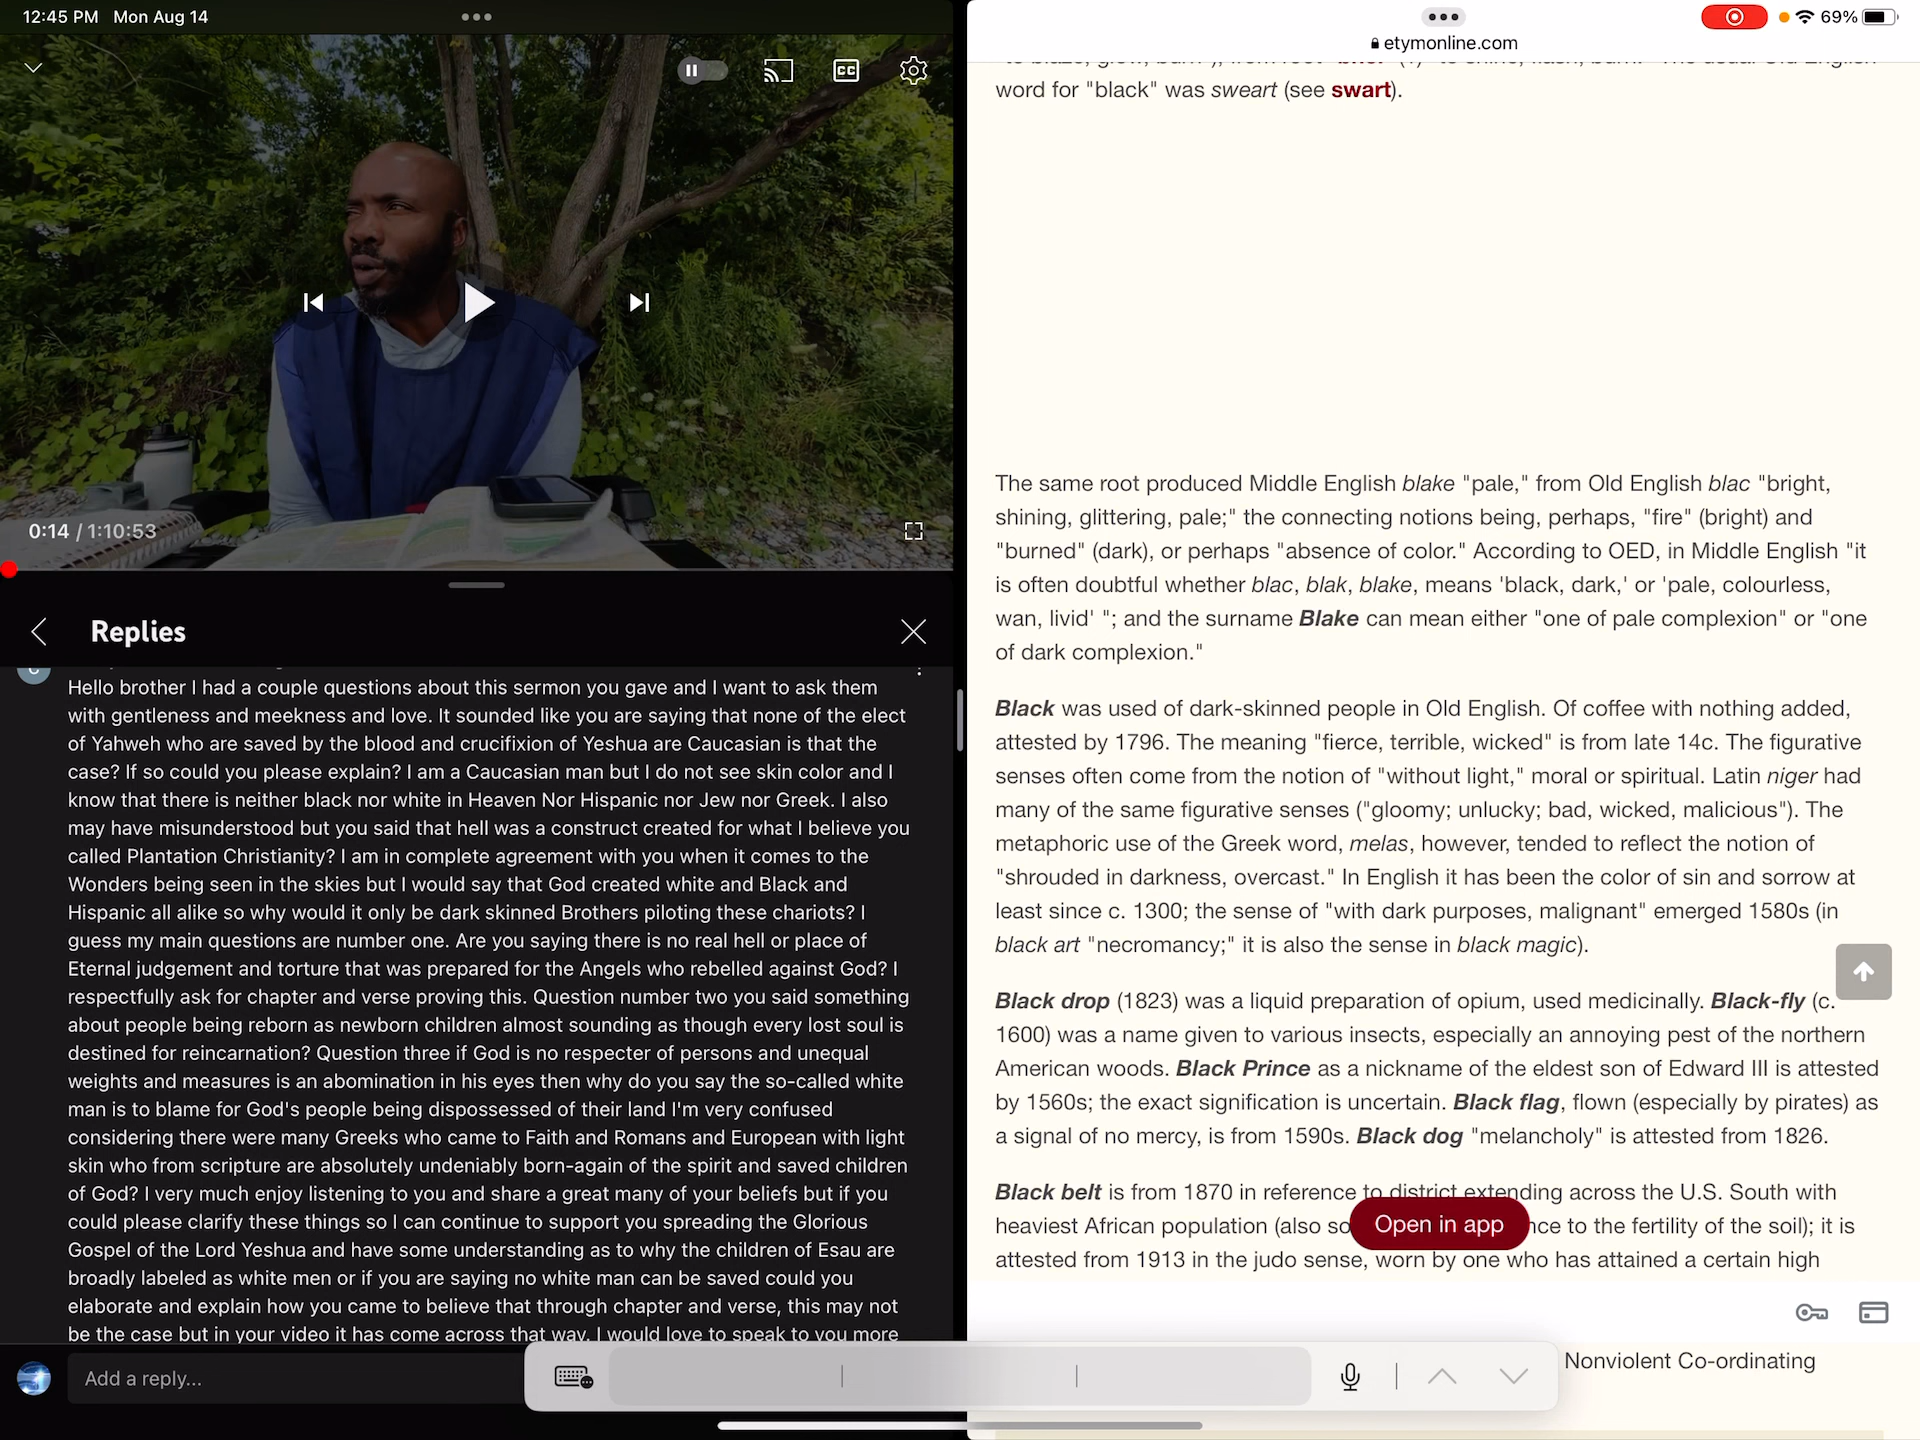 12:45 PM Mon Aug 14
0:14 / 1:10:53
Replies
Hello brother I had a couple questions about this sermon you gave and I want to ask them
with gentleness and meekness and love. It sounded like you are saying that none of the elect
of Yahweh who are saved by the blood and crucifixion of Yeshua are Caucasian is that the
case? If so could you please explain? I am a Caucasian man but I do not see skin color and I
know that there is neither black nor white in Heaven Nor Hispanic nor Jew nor Greek. I also
may have misunderstood but you said that hell was a construct created for what I believe you
called Plantation Christianity? I am in complete agreement with you when it comes to the
Wonders being seen in the skies but I would say that God created white and Black and
Hispanic all alike so why would it only be dark skinned Brothers piloting these chariots? I
guess my main questions are number one. Are you saying there is no real hell or place of
Eternal judgement and torture that was prepared for the Angels who rebelled against God? I
respectfully ask for chapter and verse proving this. Question number two you said something
about people being reborn as newborn children almost sounding as though every lost soul is
destined for reincarnation? Question three if God is no respecter of persons and unequal
weights and measures is an abomination in his eyes then why do you say the so-called white
man is to blame for God's people being dispossessed of their land I'm very confused
considering there were many Greeks who came to Faith and Romans and European with light
skin who from scripture are absolutely undeniably born-again of the spirit and saved children
of God? I very much enjoy listening to you and share a great many of your beliefs but if you
could please clarify these things so I can continue to support you spreading the Glorious
Gospel of the Lord Yeshua and have some understanding as to why the children of Esau are
broadly labeled as white men or if you are saying no white man can be saved could you
elaborate and explain how you came to believe that through chapter and verse, this may not
be the case but in your video it has come across that way. I would love to speak to you more
Add a reply...
69%
etymonline.com
word for "black" was sweart (see swart).
The same root produced Middle English blake "pale," from Old English blac "bright,
shining, glittering, pale;" the connecting notions being, perhaps, "fire" (bright) and
"burned" (dark), or perhaps "absence of color." According to OED, in Middle English "it
is often doubtful whether blac, blak, blake, means 'black, dark,' or 'pale, colourless,
wan, livid' "; and the surname Blake can mean either "one of pale complexion" or "one
of dark complexion."
Black was used of dark-skinned people in Old English. Of coffee with nothing added,
attested by 1796. The meaning "fierce, terrible, wicked" is from late 14c. The figurative
senses often come from the notion of "without light," moral or spiritual. Latin niger had
many of the same figurative senses ("gloomy; unlucky; bad, wicked, malicious"). The
metaphoric use of the Greek word, melas, however, tended to reflect the notion of
"shrouded in darkness, overcast." In English it has been the color of sin and sorrow at
least since c. 1300; the sense of "with dark purposes, malignant" emerged 1580s (in
black art "necromancy;" it is also the sense in black magic).
Black drop (1823) was a liquid preparation of opium, used medicinally. Black-fly (c.
1600) was a name given to various insects, especially an annoying pest of the northern
American woods. Black Prince as a nickname of the eldest son of Edward III is attested
by 1560s; the exact signification is uncertain. Black flag, flown (especially by pirates) as
a signal of no mercy, is from 1590s. Black dog "melancholy" is attested from 1826.
Black belt is from 1870 in reference to district extending across the U.S. South with
heaviest African population (also so
Open in app
to the fertility of the soil); it is
attested from 1913 in the judo sense, worn by one who has attained a certain high
Nonviolent Co-ordinating